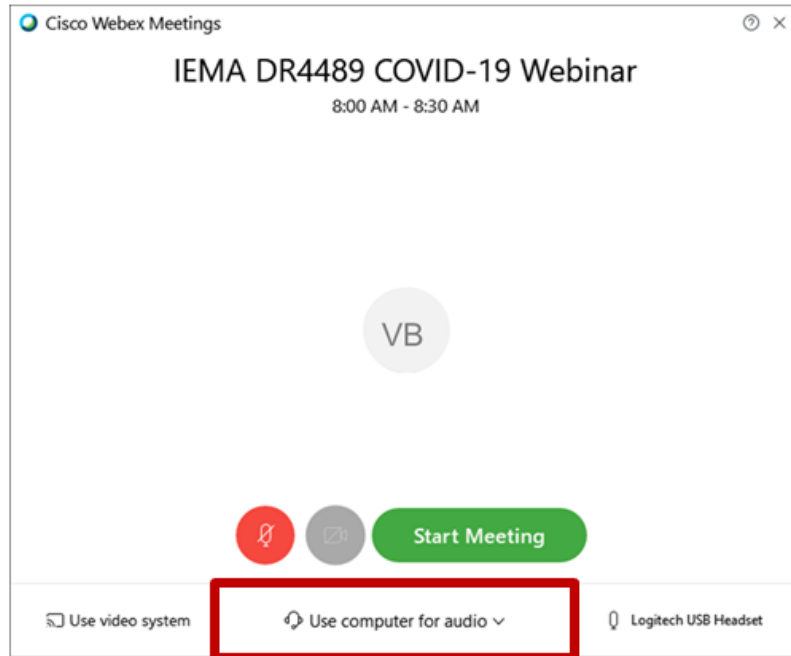 Cisco Webex Meetings
IEMA DR4489 COVID-19 Webinar
8:00 AM - 8:30 AM
VB
Start Meeting
Use video system
Use computer for audio
Logitech USB Headset